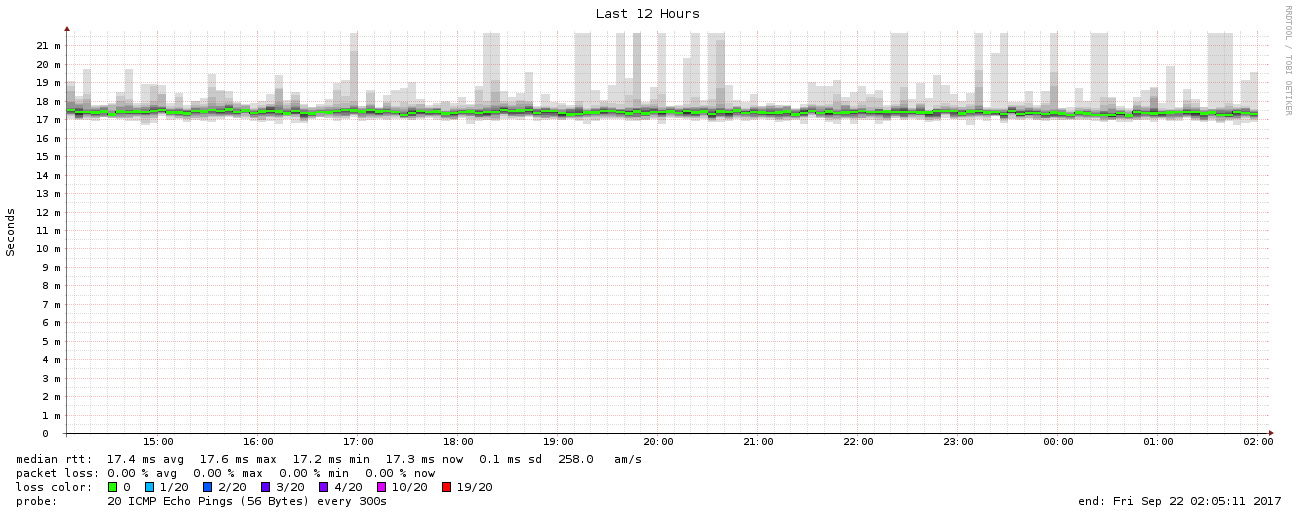 Last 12 Hours
RRDTOOL / TOBI OETIKER
Seconds
21 m
20 m
19 m
18 m
17 m
16 m
15 m
14 m
13 m
12 m
11 m
10 m
9 m
8 m
7 m
6 m
5 m
4 m
3 m
2 m
1 m
0
15:00 16:00 17:00 18:00 19:00 20:00 21:00 22:00 23:00 00:00 01:00 02:00
median rtt: 17.4 ms avg 17.6 ms max 17.2 ms min 17.3 ms now 0.1 ms sd 258.0 am/s
packet loss: 0.00 % avg 0.00 % max 0.00 % min 0.00 % now
loss color: 0 1/20 2/20 3/20 4/20 10/20 19/20
probe: 20 ICMP Echo Pings (56 Bytes) every 300s end: Fri Sep 22 02:05:11 2017